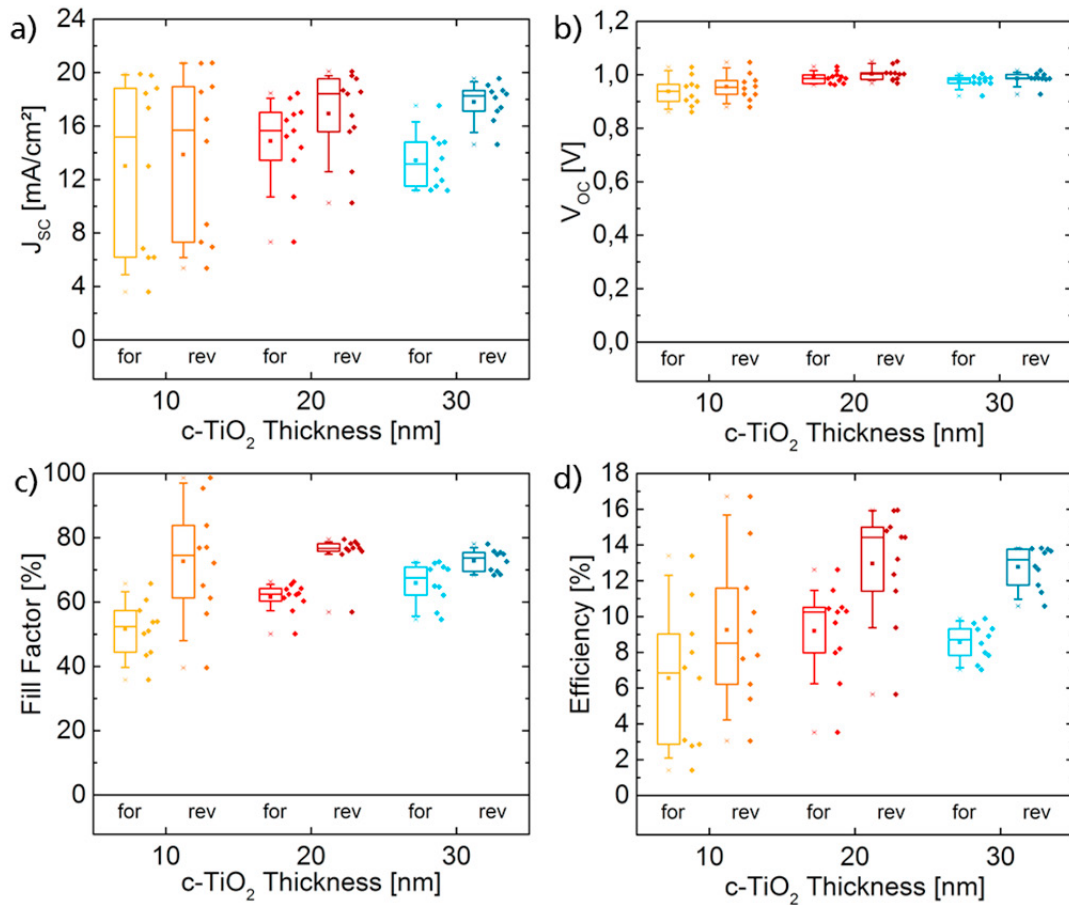 a)
J_SC [mA/cm²]
24
20
16
12
8
4
0
for rev for rev for rev
10 20 30
c-TiO₂ Thickness [nm]
b)
V_OC [V]
1,2
1,0
0,8
0,6
0,4
0,2
0,0
for rev for rev for rev
10 20 30
c-TiO₂ Thickness [nm]
c)
Fill Factor [%]
100
80
60
40
20
0
for rev for rev for rev
10 20 30
c-TiO₂ Thickness [nm]
d)
Efficiency [%]
18
16
14
12
10
8
6
4
2
0
for rev for rev for rev
10 20 30
c-TiO₂ Thickness [nm]